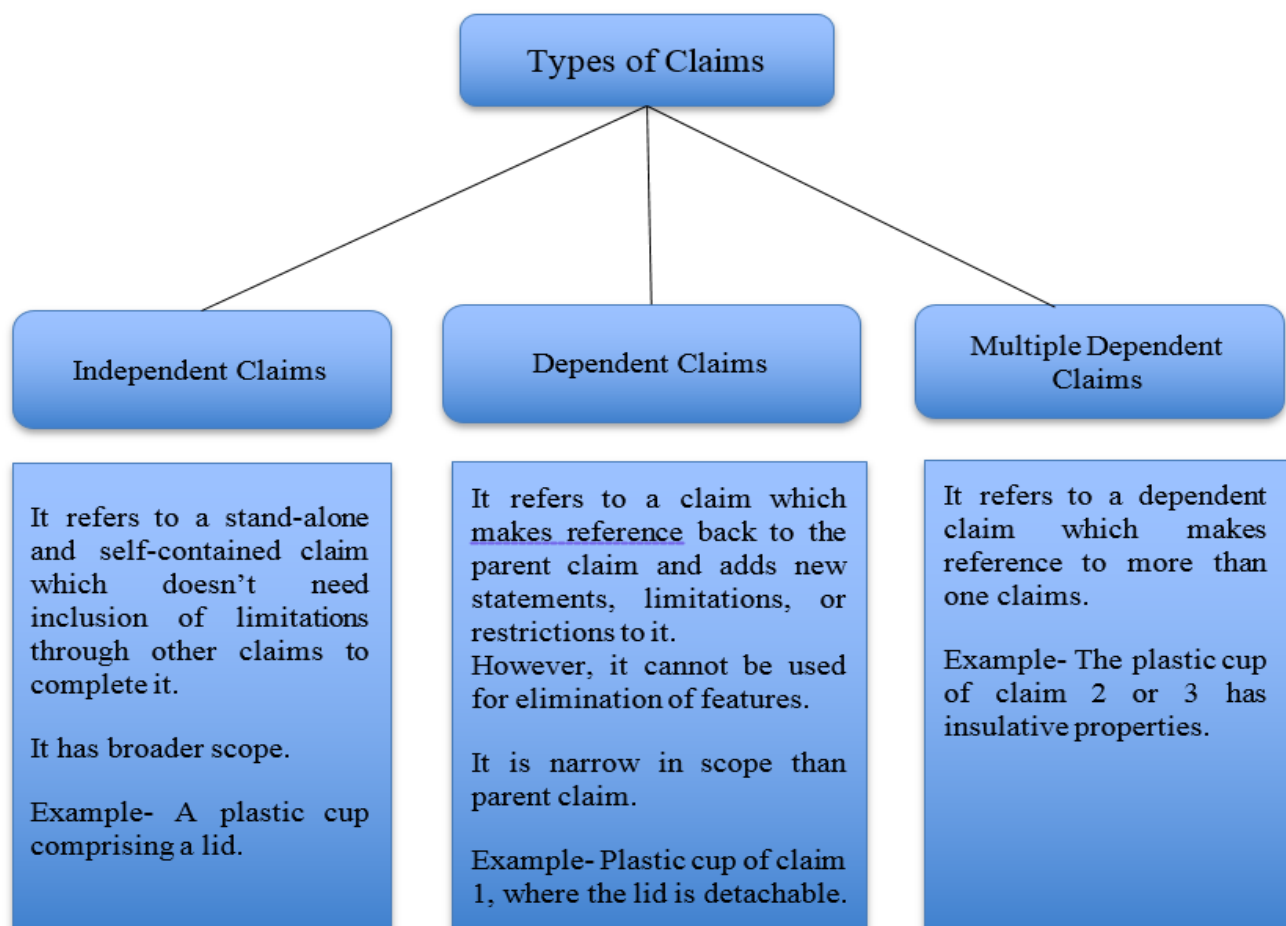 Types of Claims
Independent Claims
Dependent Claims
Multiple Dependent
Claims
It refers to a stand-alone
and self-contained claim
which doesn’t need
inclusion of limitations
through other claims to
complete it.
It has broader scope.
Example- A plastic cup
comprising a lid.
It refers to a claim which
makes reference back to the
parent claim and adds new
statements, limitations, or
restrictions to it.
However, it cannot be used
for elimination of features.
It is narrow in scope than
parent claim.
Example- Plastic cup of claim
1, where the lid is detachable.
It refers to a dependent
claim which makes
reference to more than
one claims.
Example- The plastic cup
of claim 2 or 3 has
insulative properties.